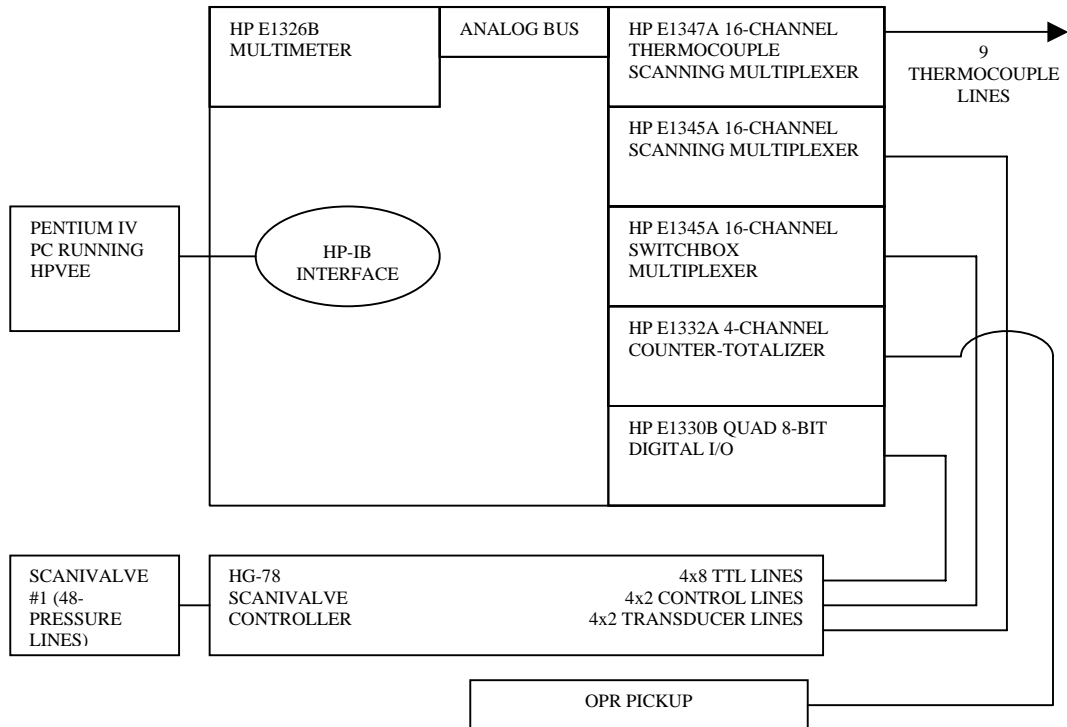 HP E1326B
MULTIMETER
ANALOG BUS
HP E1347A 16-CHANNEL
THERMOCOUPLE
SCANNING MULTIPLEXER
9
THERMOCOUPLE
LINES
HP E1345A 16-CHANNEL
SCANNING MULTIPLEXER
PENTIUM IV
PC RUNNING
HPVEE
HP-IB
INTERFACE
HP E1345A 16-CHANNEL
SWITCHBOX
MULTIPLEXER
HP E1332A 4-CHANNEL
COUNTER-TOTALIZER
HP E1330B QUAD 8-BIT
DIGITAL I/O
SCANIVALVE
#1 (48-
PRESSURE
LINES)
HG-78
SCANIVALVE
CONTROLLER
4x8 TTL LINES
4x2 CONTROL LINES
4x2 TRANSDUCER LINES
OPR PICKUP